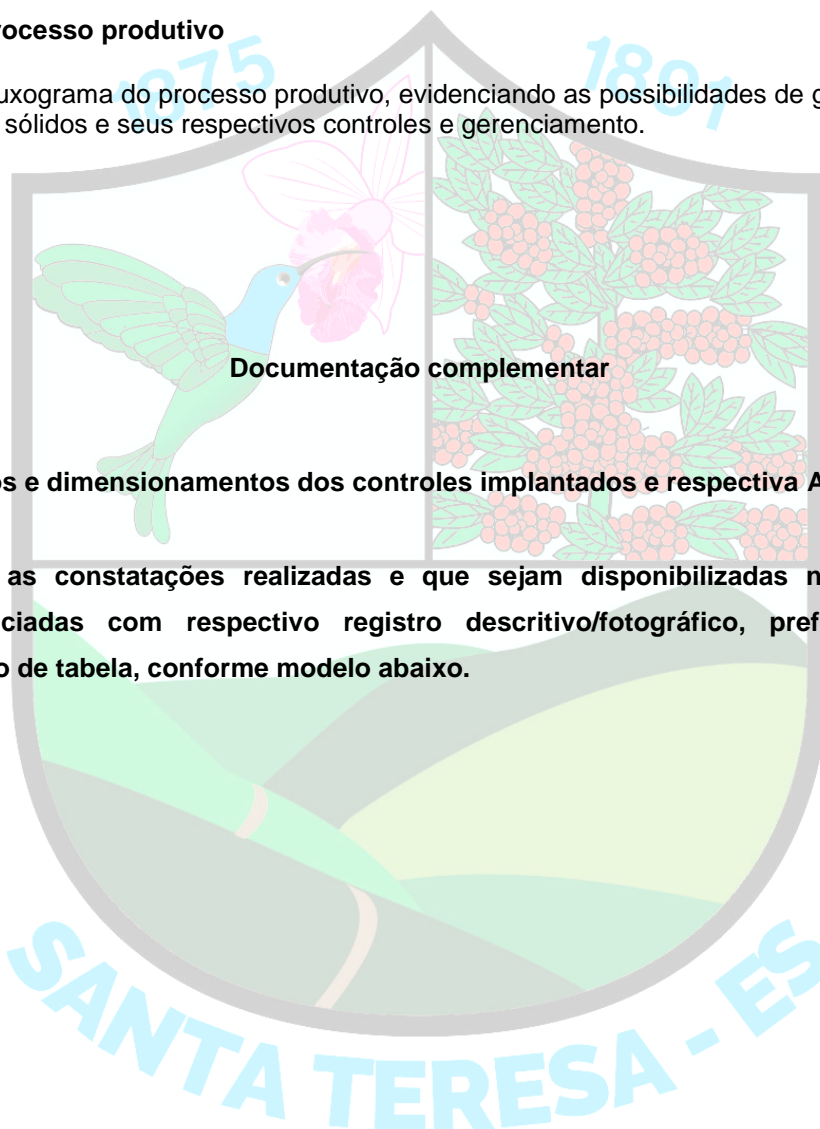 rocesso produtivo
1875 1891
uxograma do processo produtivo, evidenciando as possibilidades de g
sólidos e seus respectivos controles e gerenciamento.
Documentação complementar
os e dimensionamentos dos controles implantados e respectiva A
as constatações realizadas e que sejam disponibilizadas n
ciadas com respectivo registro descritivo/fotográfico, pref
o de tabela, conforme modelo abaixo.
SANTA TERESA - ES